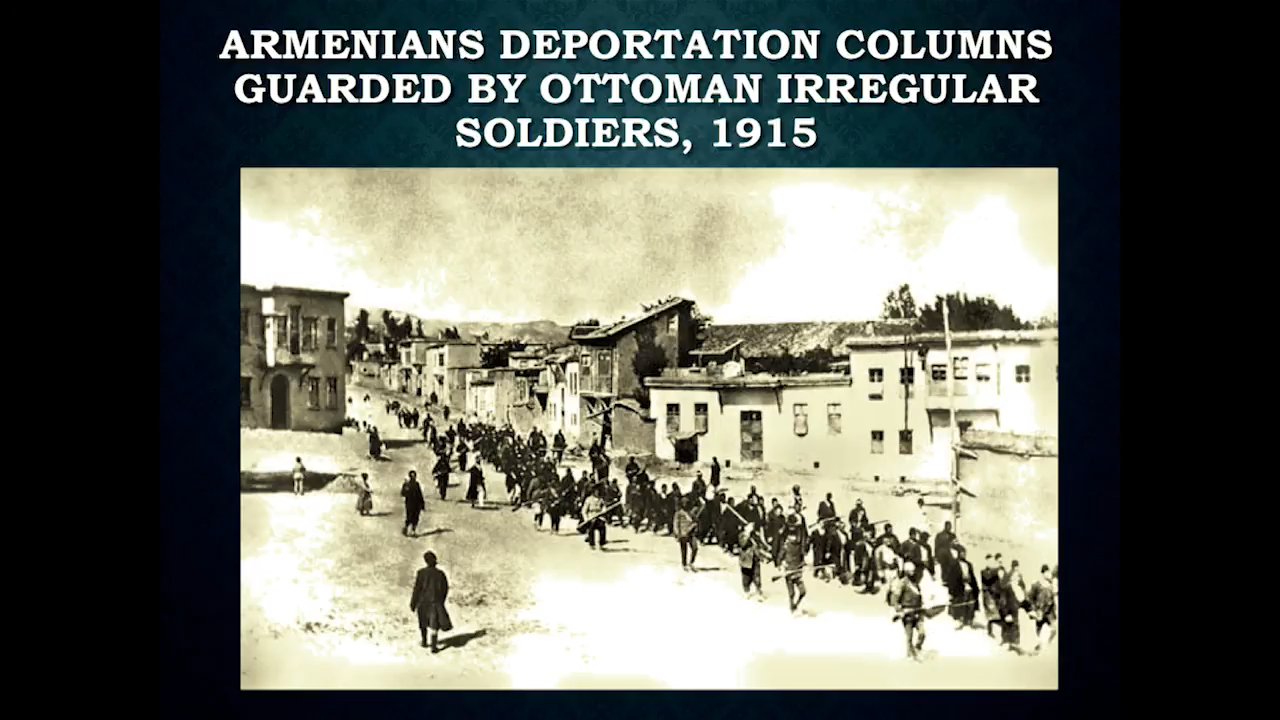 ARMENIANS DEPORTATION COLUMNS
GUARDED BY OTTOMAN IRREGULAR
SOLDIERS, 1915